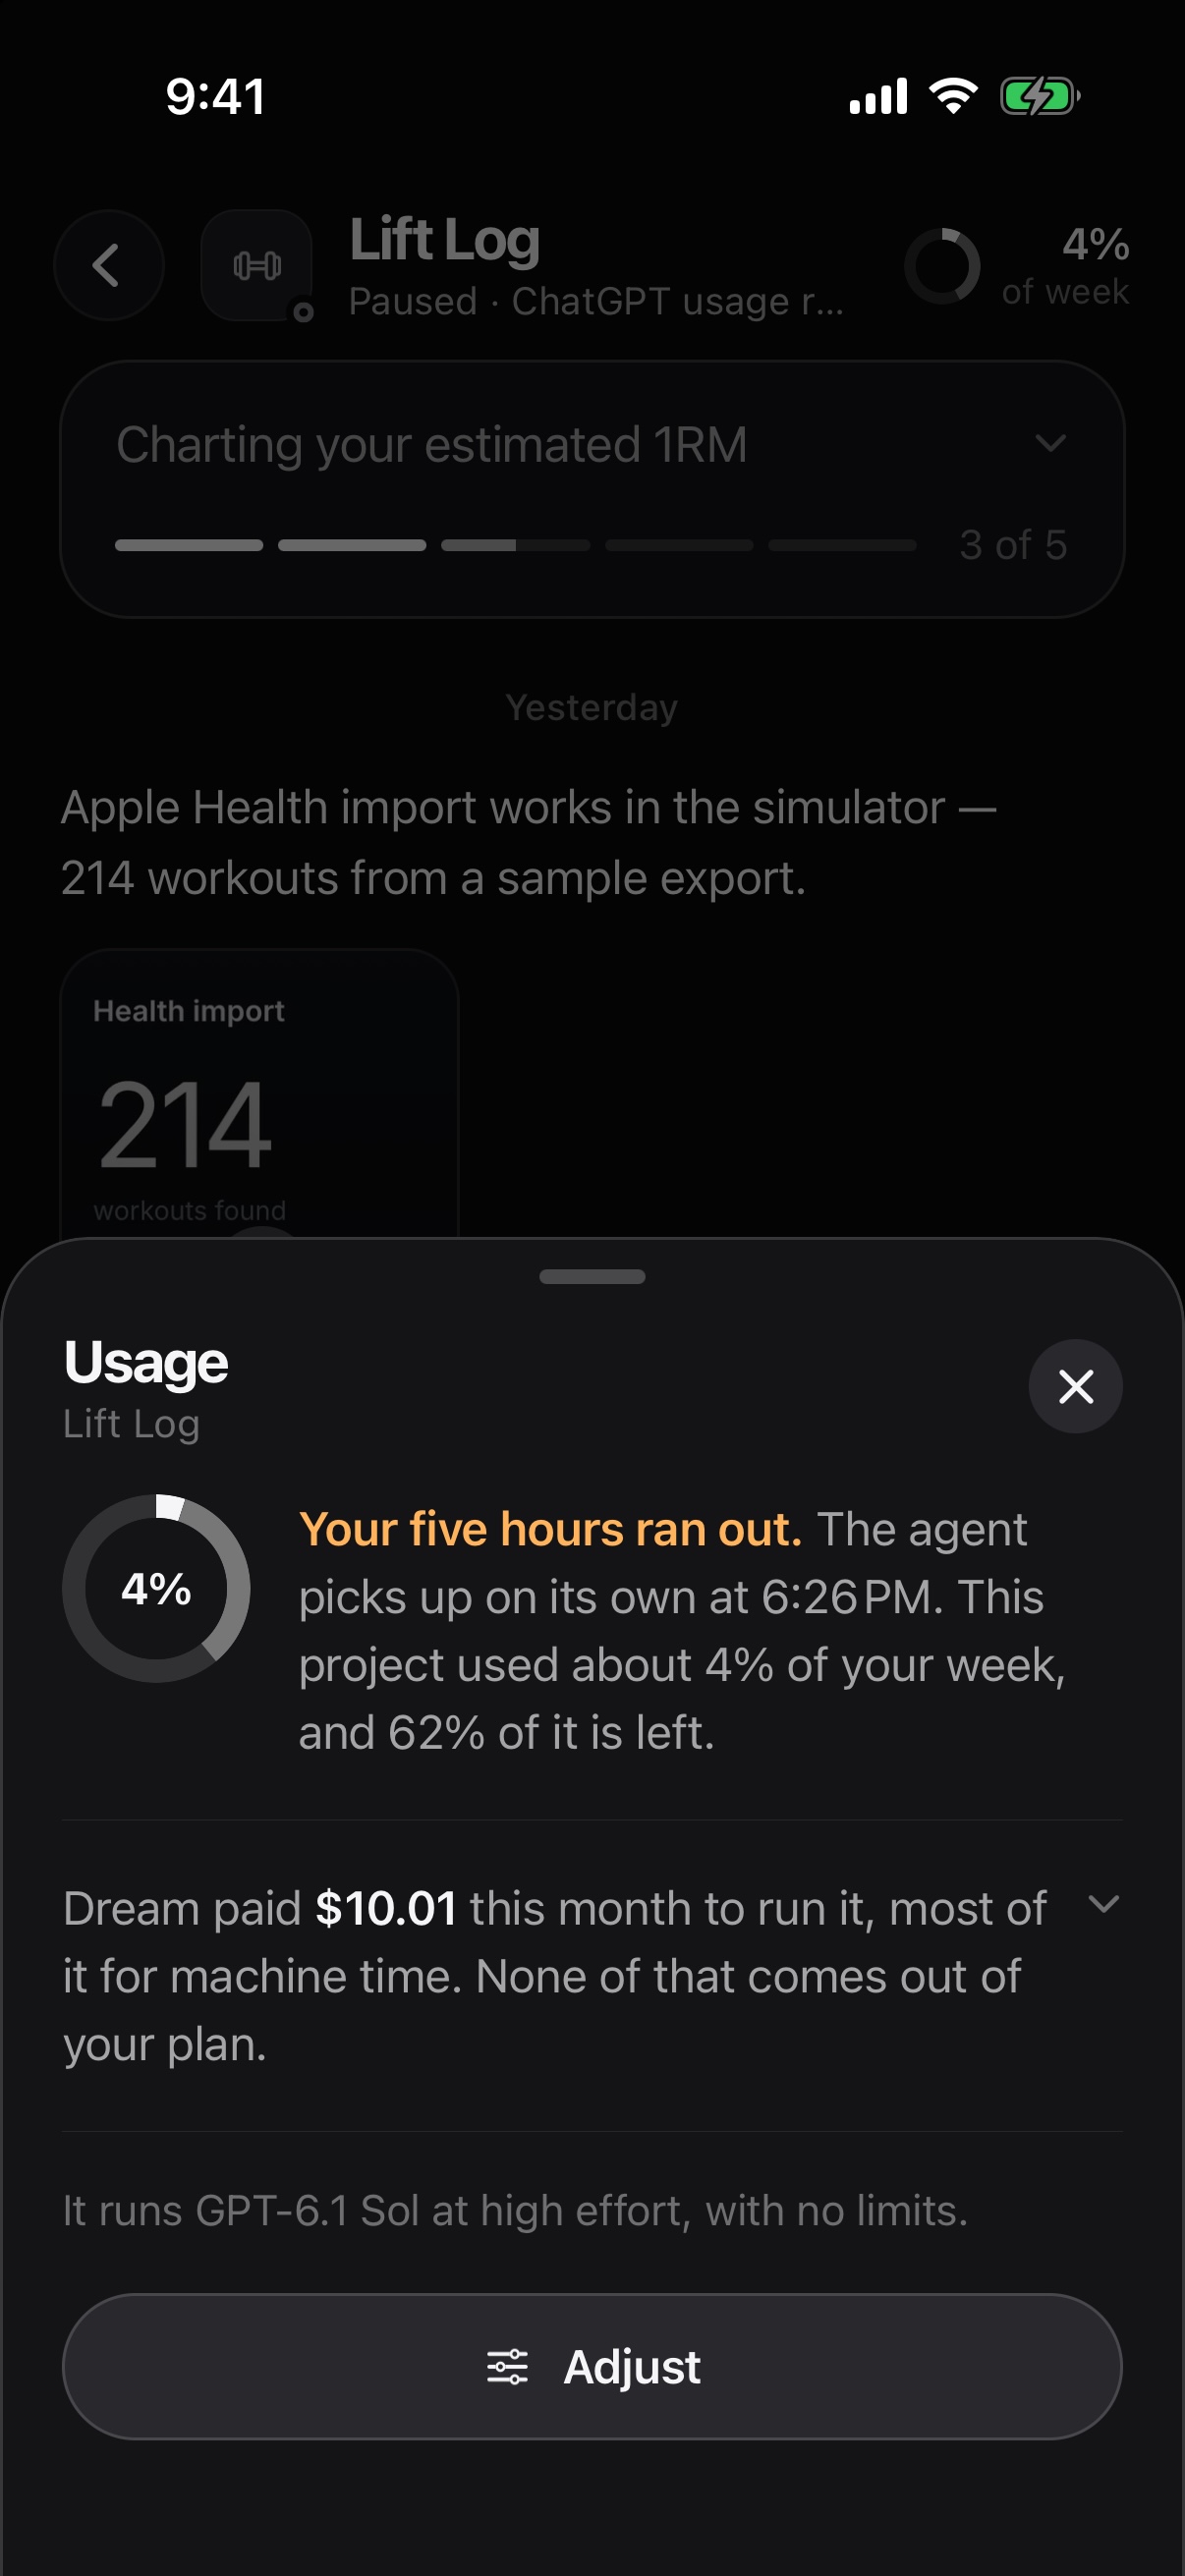 9:41
Lift Log
Paused · ChatGPT usage r...
4%
of week
Charting your estimated 1RM
3 of 5
Yesterday
Apple Health import works in the simulator —
214 workouts from a sample export.
Health import
214
workouts found
Usage
Lift Log
4%
Your five hours ran out. The agent
picks up on its own at 6:26 PM. This
project used about 4% of your week,
and 62% of it is left.
Dream paid $10.01 this month to run it, most of
it for machine time. None of that comes out of
your plan.
It runs GPT-6.1 Sol at high effort, with no limits.
Adjust